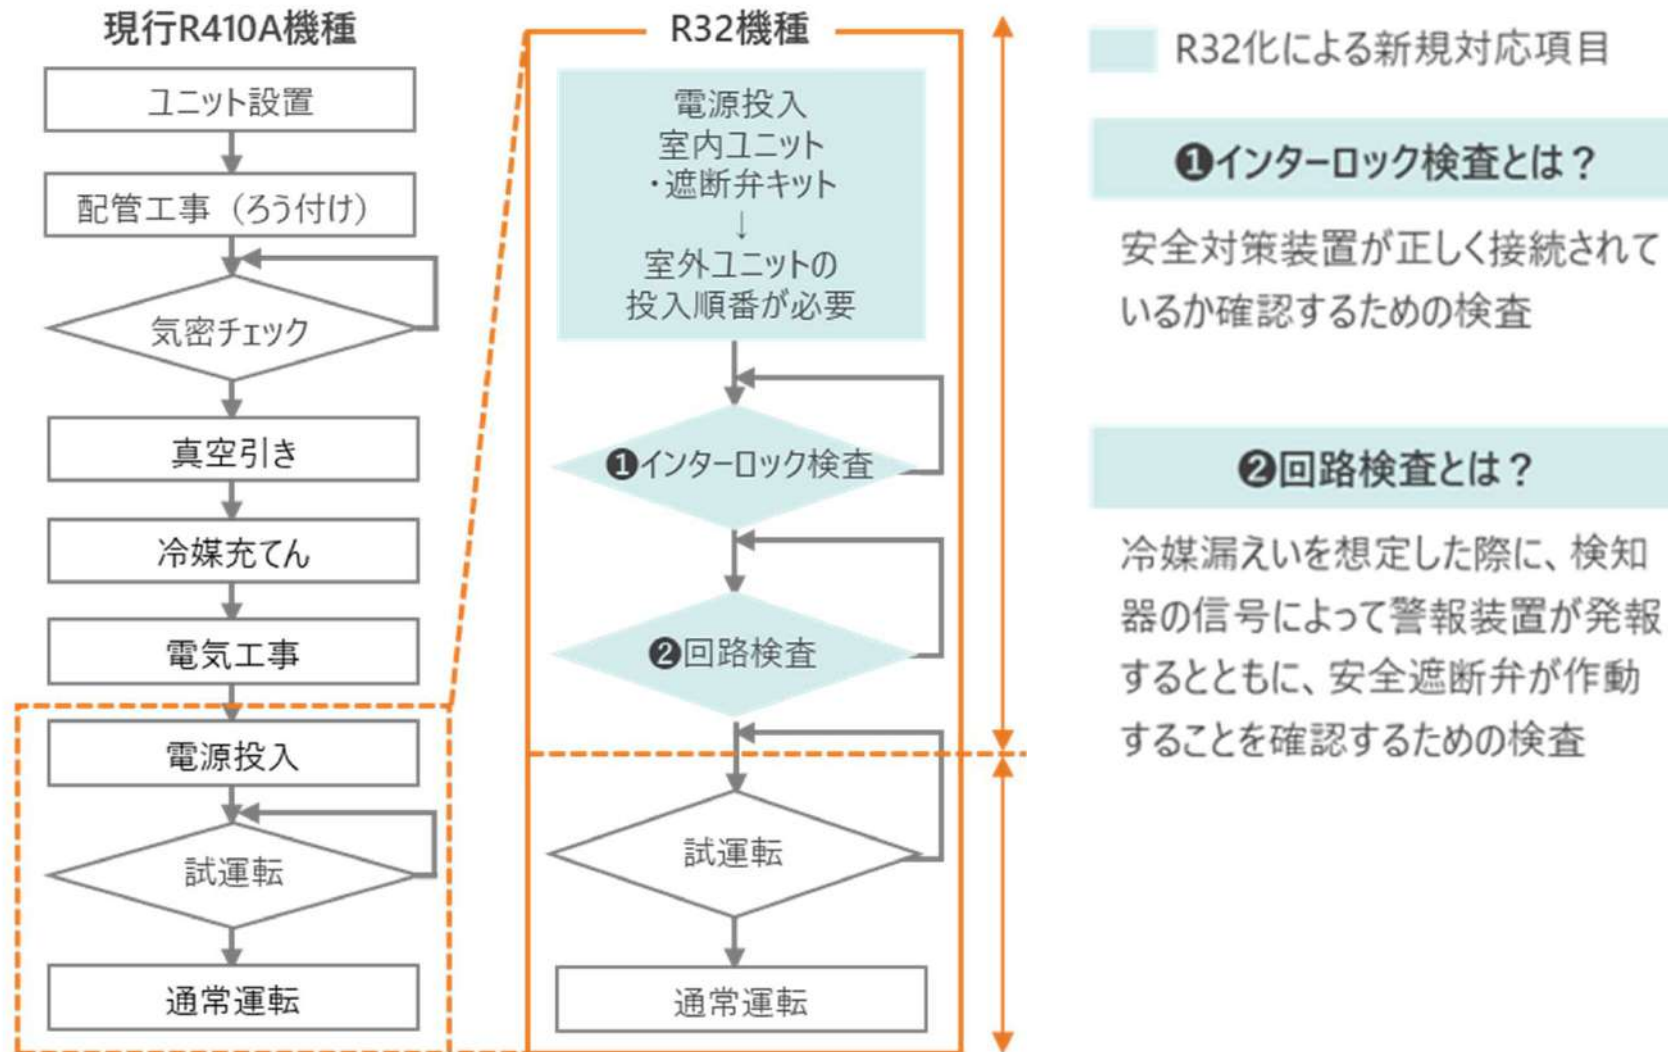 現行R410A機種
ユニット設置
配管工事（ろう付け）
気密チェック
真空引き
冷媒充てん
電気工事
電源投入
試運転
通常運転
R32機種
電源投入
室内ユニット
・遮断弁キット
↓
室外ユニットの
投入順番が必要
❶インターロック検査
❷回路検査
試運転
通常運転
R32化による新規対応項目
❶インターロック検査とは？
安全対策装置が正しく接続されて
いるか確認するための検査
❷回路検査とは？
冷媒漏えいを想定した際に、検知
器の信号によって警報装置が発報
するとともに、安全遮断弁が作動
することを確認するための検査